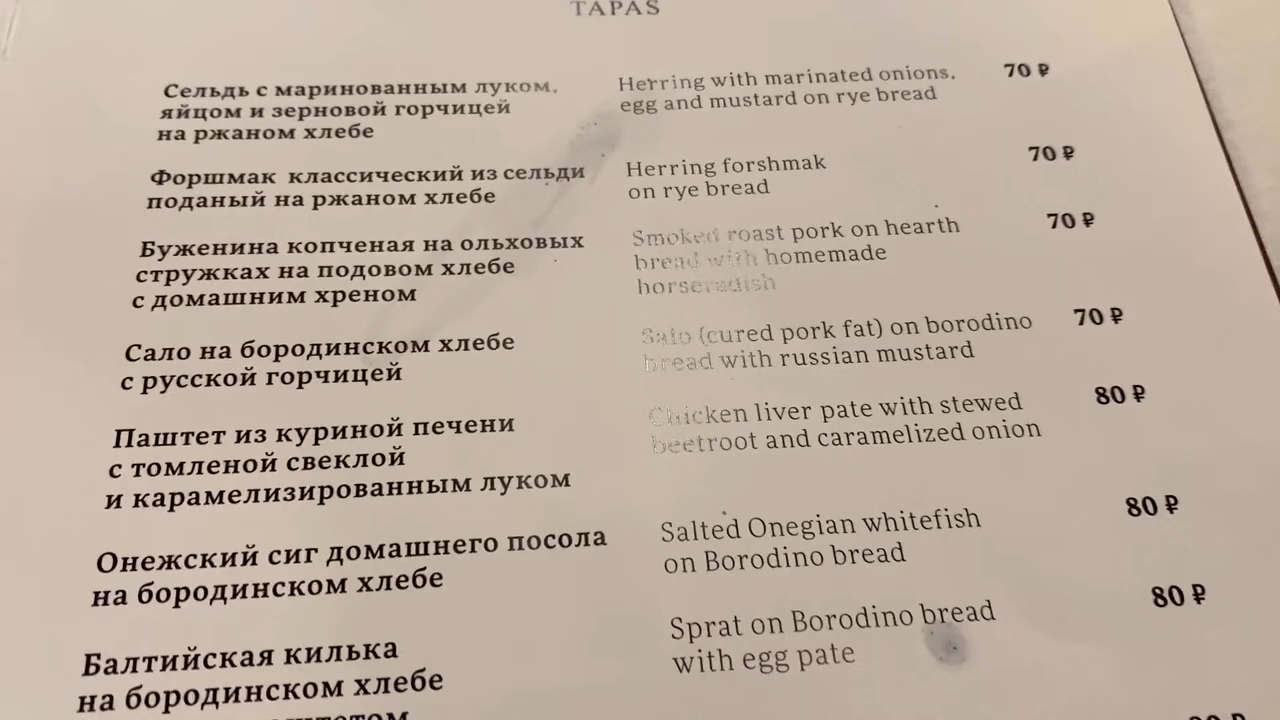 TAPAS
Сельдь с маринованным луком,
яйцом и зерновой горчицей
на ржаном хлебе
Herring with marinated onions,
egg and mustard on rye bread
70 ₽
Форшмак классический из сельди
поданый на ржаном хлебе
Herring forshmak
on rye bread
70 ₽
Буженина копченая на ольховых
стружках на подовом хлебе
с домашним хреном
Smoked roast pork on hearth
bread with homemade
horseradish
70 ₽
Сало на бородинском хлебе
с русской горчицей
Salo (cured pork fat) on borodino
bread with russian mustard
70 ₽
Паштет из куриной печени
с томленой свеклой
и карамелизированным луком
Chicken liver pate with stewed
beetroot and caramelized onion
80 ₽
Онежский сиг домашнего посола
на бородинском хлебе
Salted Onegian whitefish
on Borodino bread
80 ₽
Балтийская килька
на бородинском хлебе
Sprat on Borodino bread
with egg pate
80 ₽